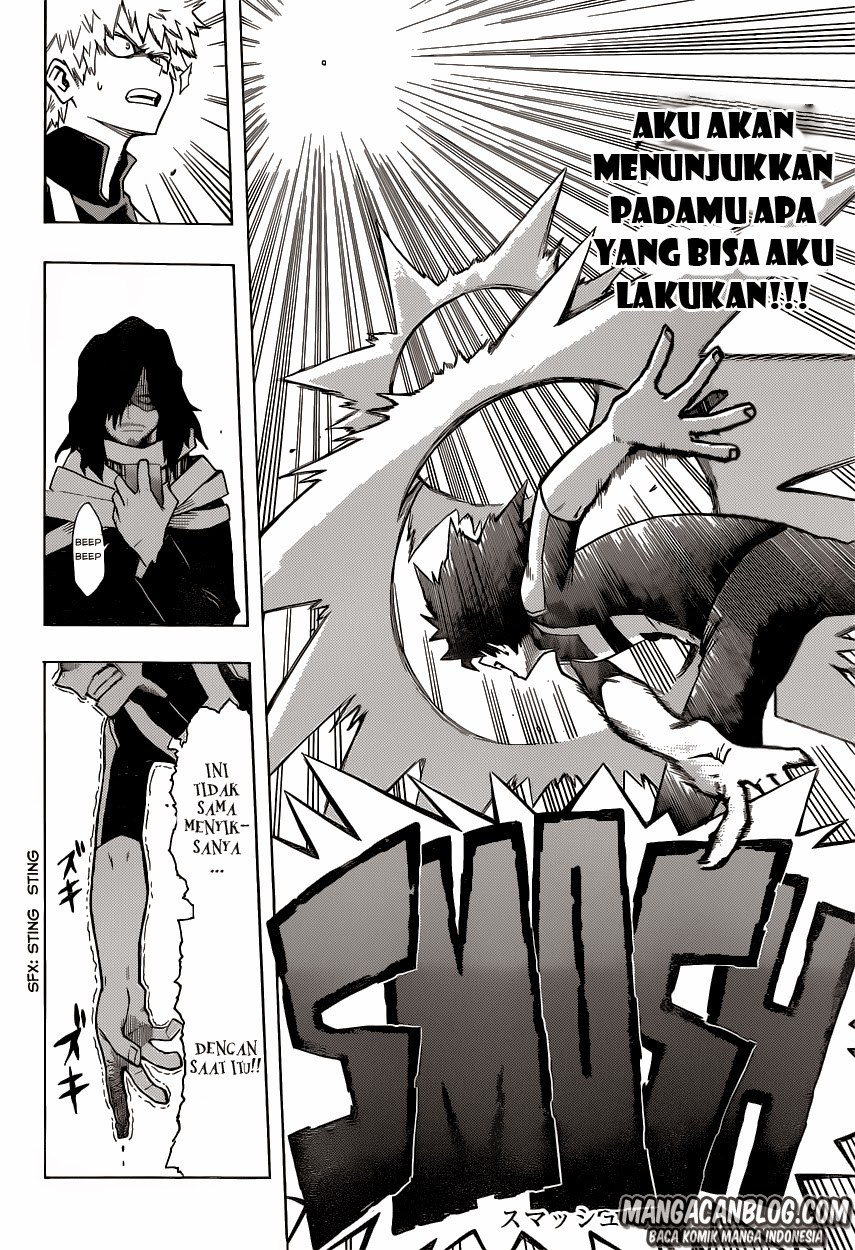 AKU AKAN
MENUNJUKKAN
PADAMU APA
YANG BISA AKU
LAKUKAN!!!
SMASH
スマッシュ
BEEP
BEEP
INI
TIDAK
SAMA
MENYIK-
SANYA
...
DENCAN
SAAT ITU!!
ズキ
ズキ
SFX: STING STING
MANGACANBLOG.COM
BACA KOMIK MANGA INDONESIA